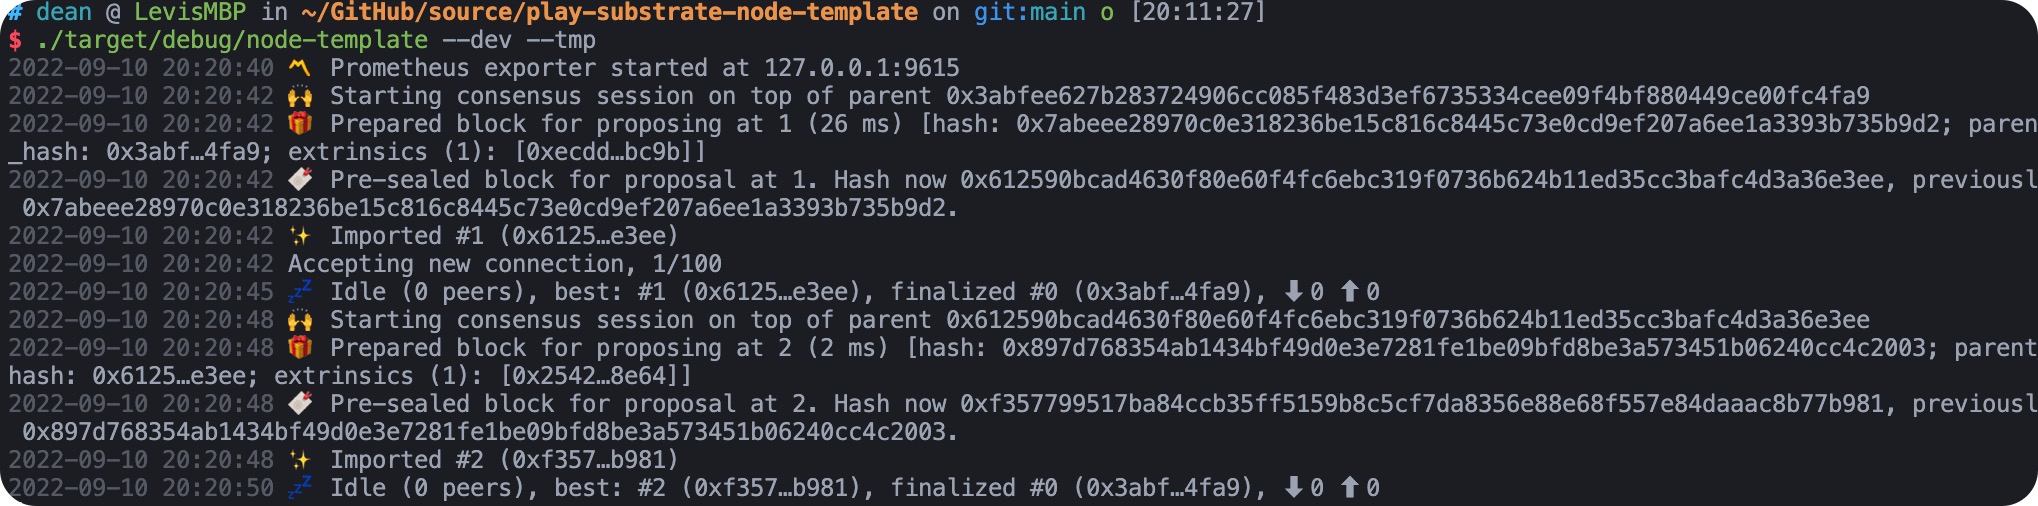 # dean @ LevisMBP in ~/GitHub/source/play-substrate-node-template on git:main o [20:11:27]
$ ./target/debug/node-template --dev --tmp
2022-09-10 20:20:40 〽️ Prometheus exporter started at 127.0.0.1:9615
2022-09-10 20:20:42 🙌 Starting consensus session on top of parent 0x3abfee627b283724906cc085f483d3ef6735334cee09f4bf880449ce00fc4fa9
2022-09-10 20:20:42 🎁 Prepared block for proposing at 1 (26 ms) [hash: 0x7abeee28970c0e318236be15c816c8445c73e0cd9ef207a6ee1a3393b735b9d2; paren
_hash: 0x3abf…4fa9; extrinsics (1): [0xecdd…bc9b]]
2022-09-10 20:20:42 🔖 Pre-sealed block for proposal at 1. Hash now 0x612590bcad4630f80e60f4fc6ebc319f0736b624b11ed35cc3bafc4d3a36e3ee, previousl
0x7abeee28970c0e318236be15c816c8445c73e0cd9ef207a6ee1a3393b735b9d2.
2022-09-10 20:20:42 ✨ Imported #1 (0x6125…e3ee)
2022-09-10 20:20:42 Accepting new connection, 1/100
2022-09-10 20:20:45 💤 Idle (0 peers), best: #1 (0x6125…e3ee), finalized #0 (0x3abf…4fa9), ⬇ 0 ⬆ 0
2022-09-10 20:20:48 🙌 Starting consensus session on top of parent 0x612590bcad4630f80e60f4fc6ebc319f0736b624b11ed35cc3bafc4d3a36e3ee
2022-09-10 20:20:48 🎁 Prepared block for proposing at 2 (2 ms) [hash: 0x897d768354ab1434bf49d0e3e7281fe1be09bfd8be3a573451b06240cc4c2003; parent
hash: 0x6125…e3ee; extrinsics (1): [0x2542…8e64]]
2022-09-10 20:20:48 🔖 Pre-sealed block for proposal at 2. Hash now 0xf357799517ba84ccb35ff5159b8c5cf7da8356e88e68f557e84daaac8b77b981, previousl
0x897d768354ab1434bf49d0e3e7281fe1be09bfd8be3a573451b06240cc4c2003.
2022-09-10 20:20:48 ✨ Imported #2 (0xf357…b981)
2022-09-10 20:20:50 💤 Idle (0 peers), best: #2 (0xf357…b981), finalized #0 (0x3abf…4fa9), ⬇ 0 ⬆ 0